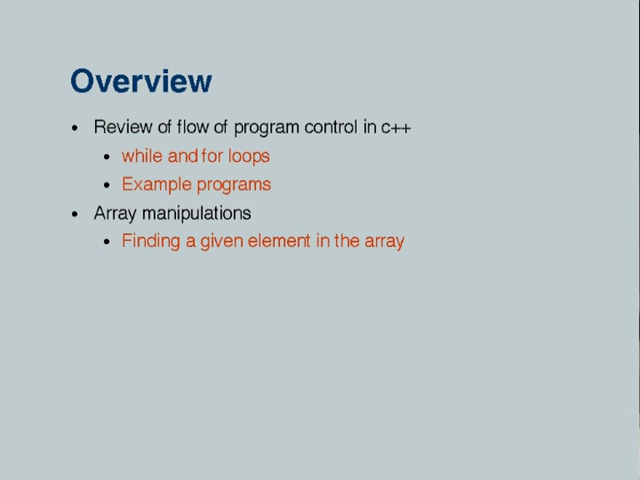 Overview
• Review of flow of program control in c++
• while and for loops
• Example programs
• Array manipulations
• Finding a given element in the array